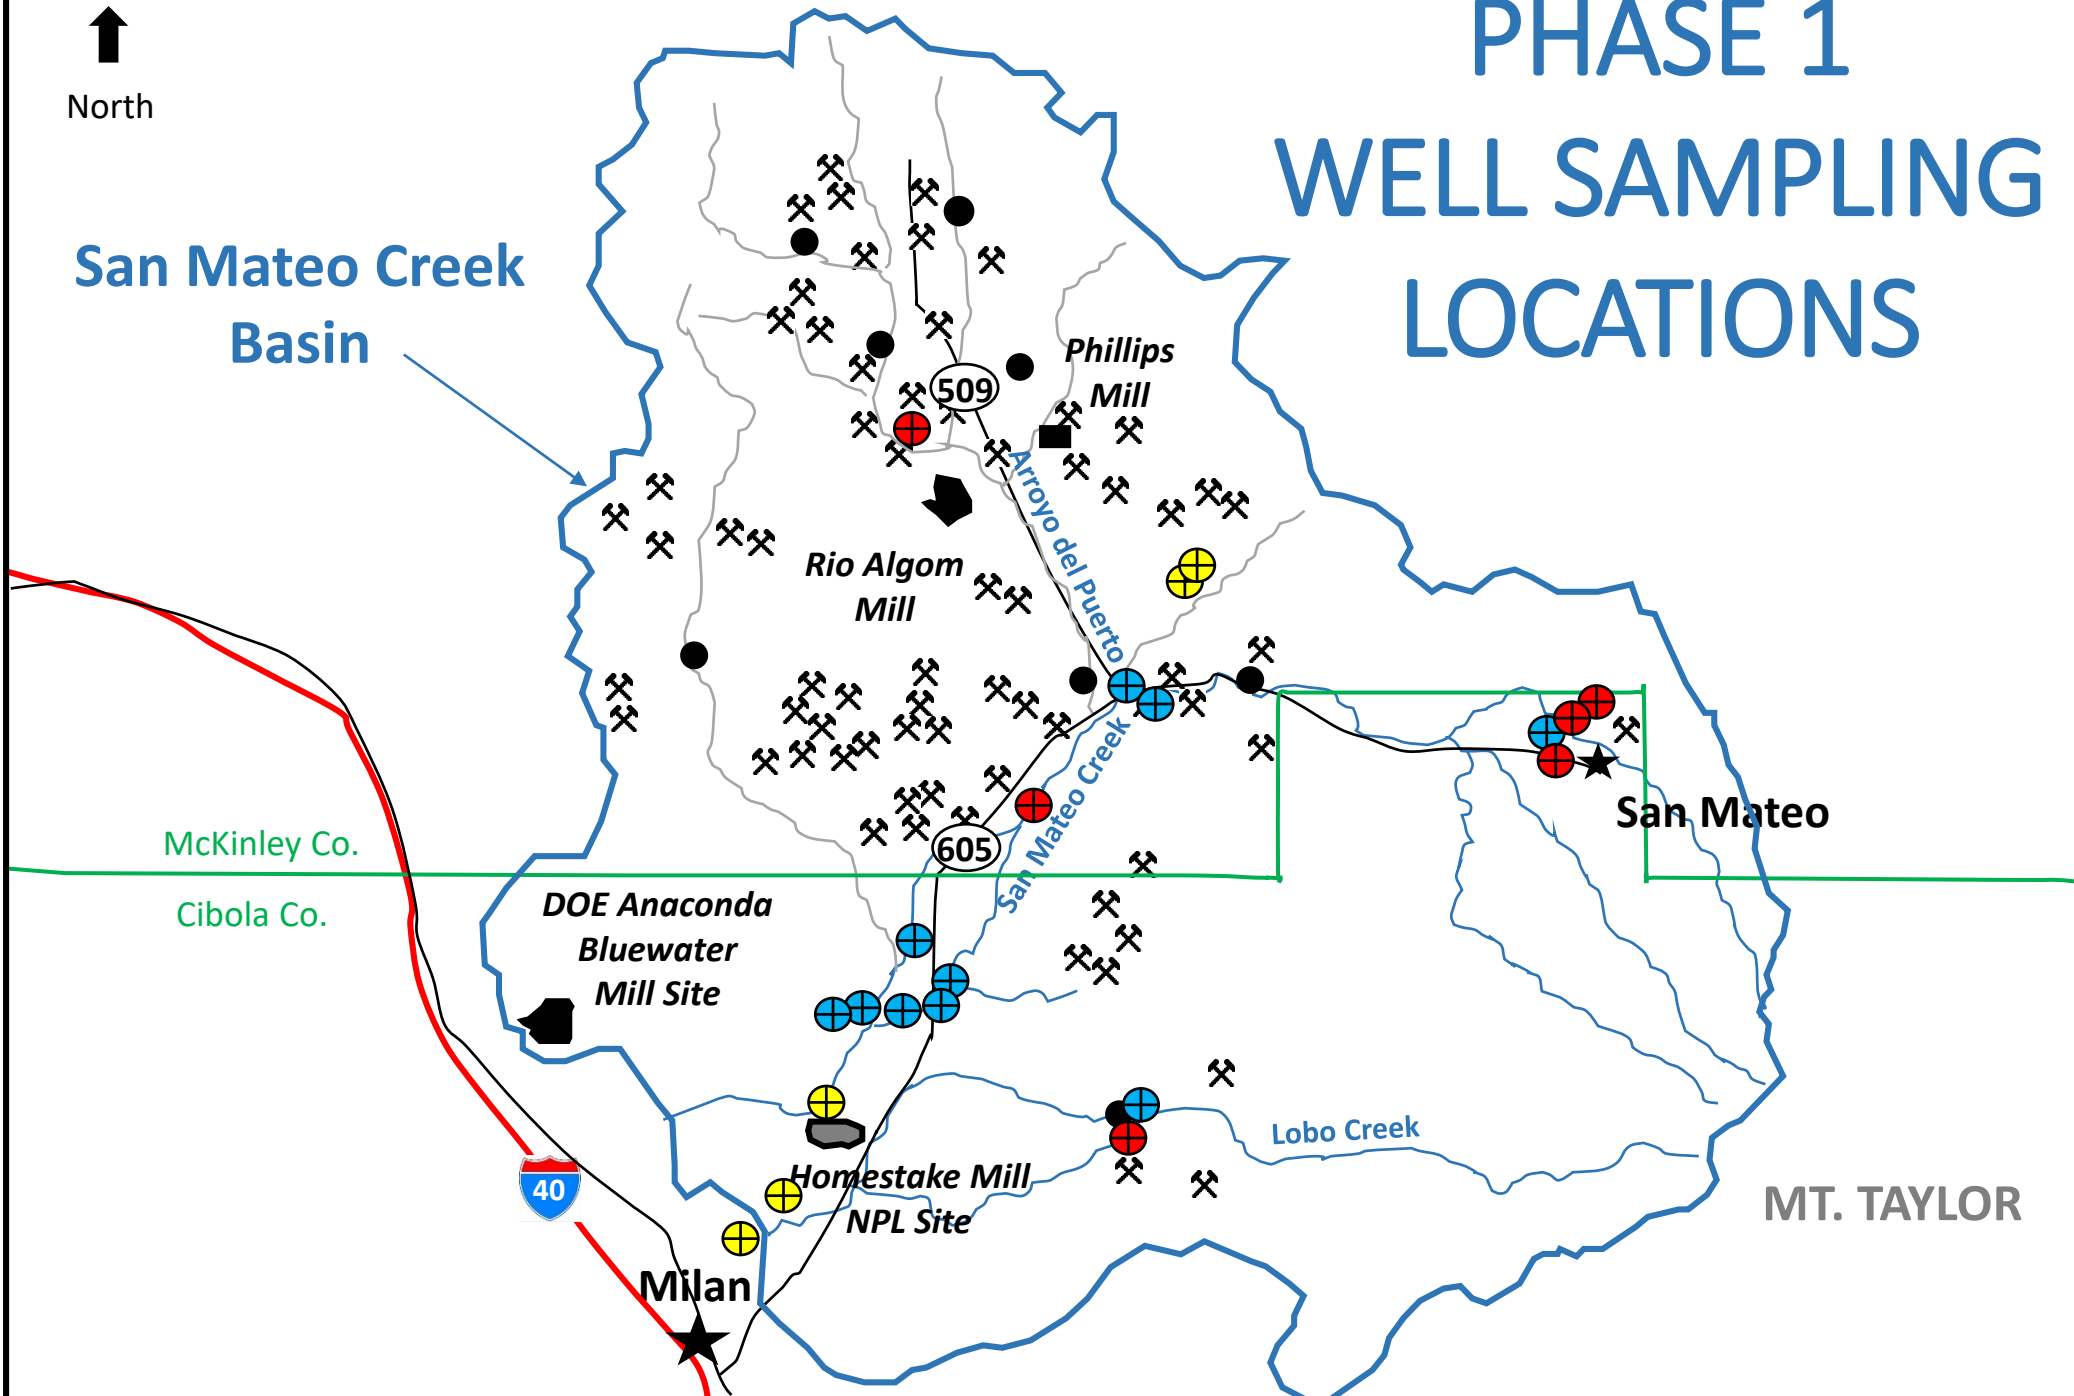 PHASE 1
WELL SAMPLING
LOCATIONS
North
San Mateo Creek
Basin
Phillips
Mill
509
Arroyo del Puerto
Rio Algom
Mill
San Mateo Creek
San Mateo
605
McKinley Co.
Cibola Co.
DOE Anaconda
Bluewater
Mill Site
Lobo Creek
40
Homestake Mill
NPL Site
MT. TAYLOR
Milan